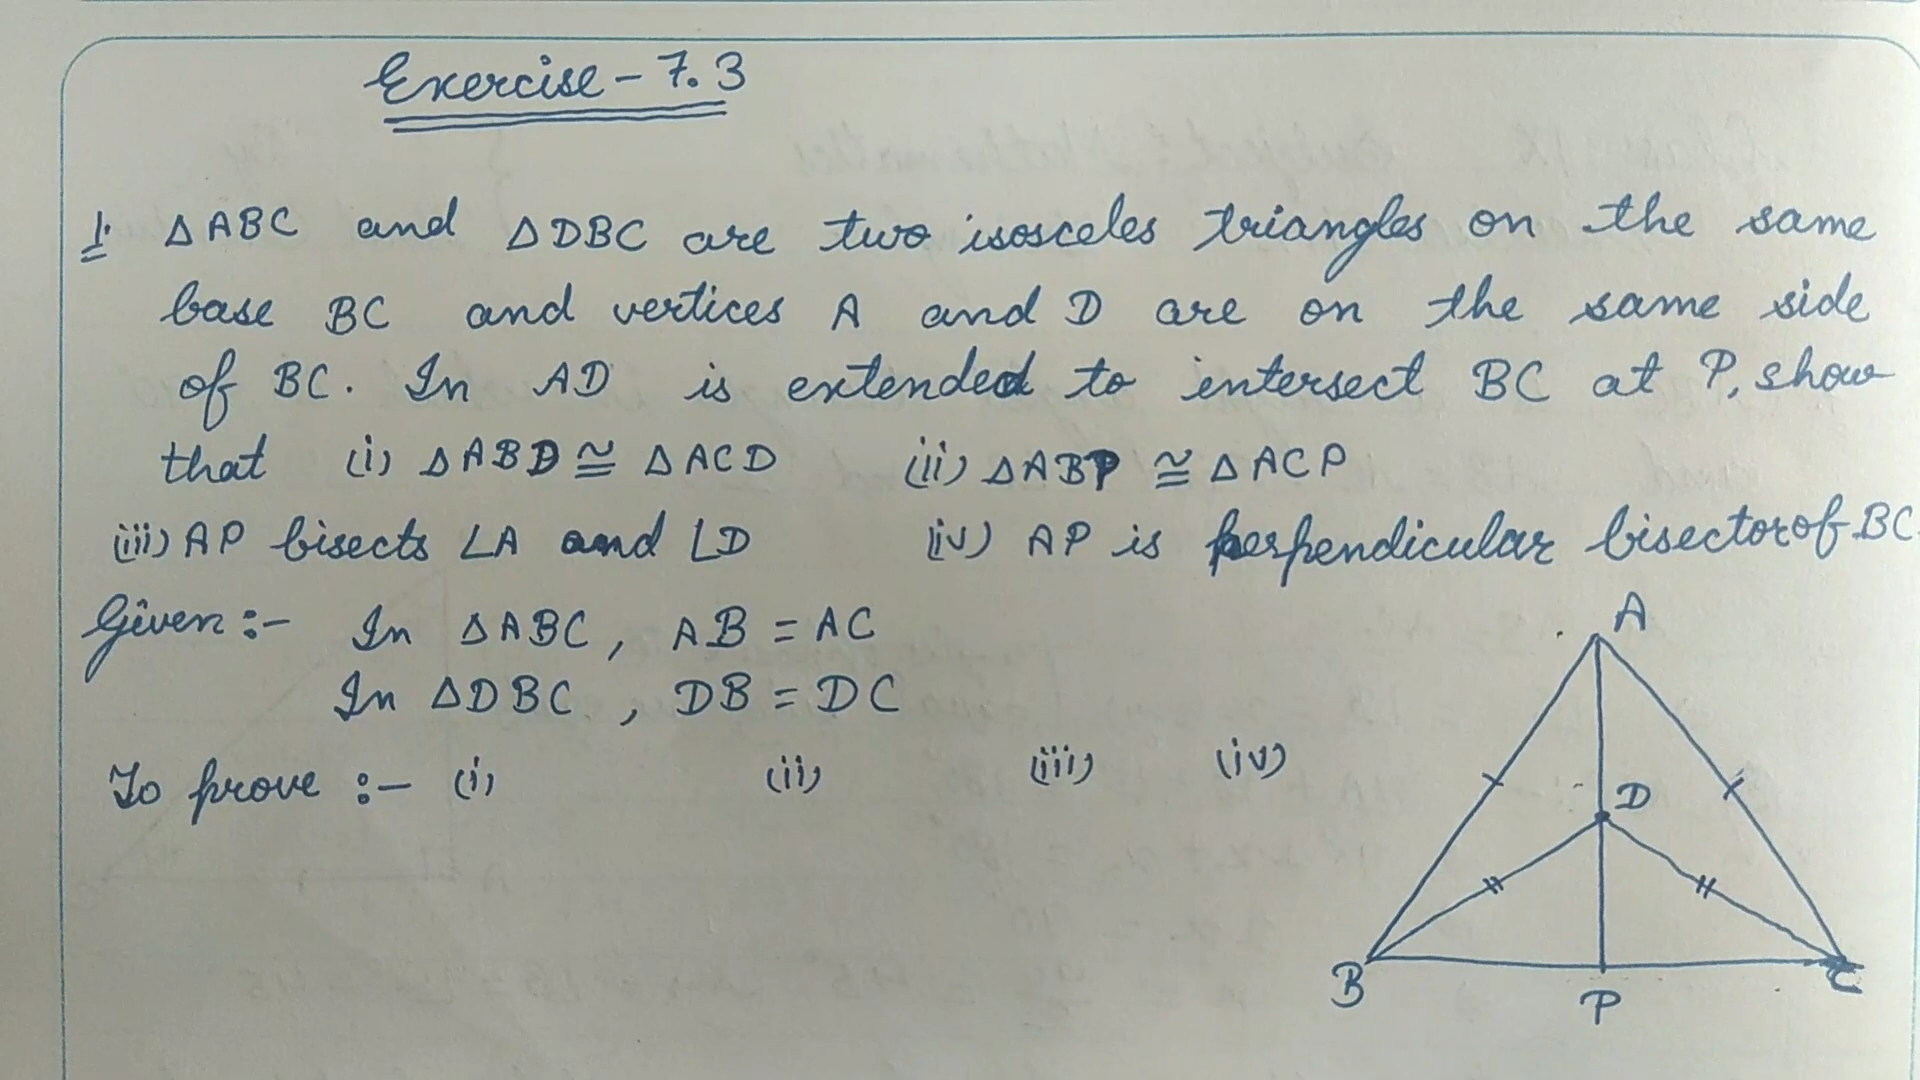 Exercise - 7.3
1. ΔABC and ΔDBC are two isosceles triangles on the same
base BC and vertices A and D are on the same side
of BC. In AD is extended to intersect BC at P, show
that (i) ΔABD ≅ ΔACD (ii) ΔABP ≅ ΔACP
(iii) AP bisects ∠A and ∠D (iv) AP is perpendicular bisector of BC.
Given :- In ΔABC, AB = AC
In ΔDBC, DB = DC
To prove :- (i) (ii) (iii) (iv)
A
D
B
P
C